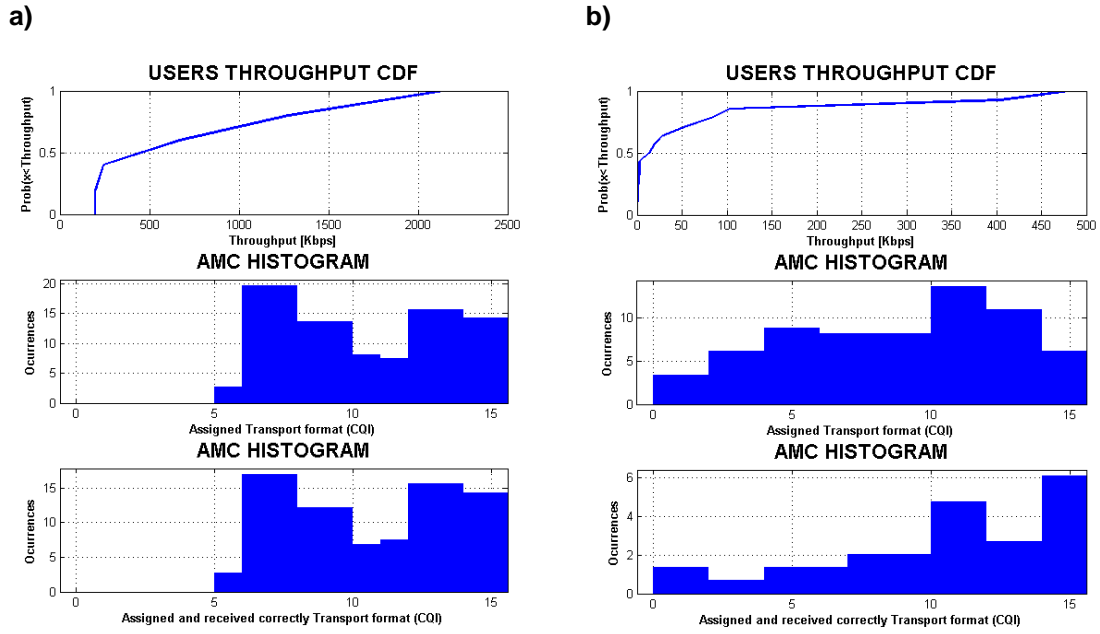 a)
USERS THROUGHPUT CDF
Prob(x<Throughput)
1
0.5
0
0 500 1000 1500 2000 2500
Throughput [Kbps]
AMC HISTOGRAM
Ocurrences
20
15
10
5
0
0 5 10 15
Assigned Transport format (CQI)
AMC HISTOGRAM
Ocurrences
15
10
5
0
0 5 10 15
Assigned and received correctly Transport format (CQI)
b)
USERS THROUGHPUT CDF
Prob(x<Throughput)
1
0.5
0
0 50 100 150 200 250 300 350 400 450 500
Throughput [Kbps]
AMC HISTOGRAM
Ocurrences
10
5
0
0 5 10 15
Assigned Transport format (CQI)
AMC HISTOGRAM
Ocurrences
6
4
2
0
0 5 10 15
Assigned and received correctly Transport format (CQI)